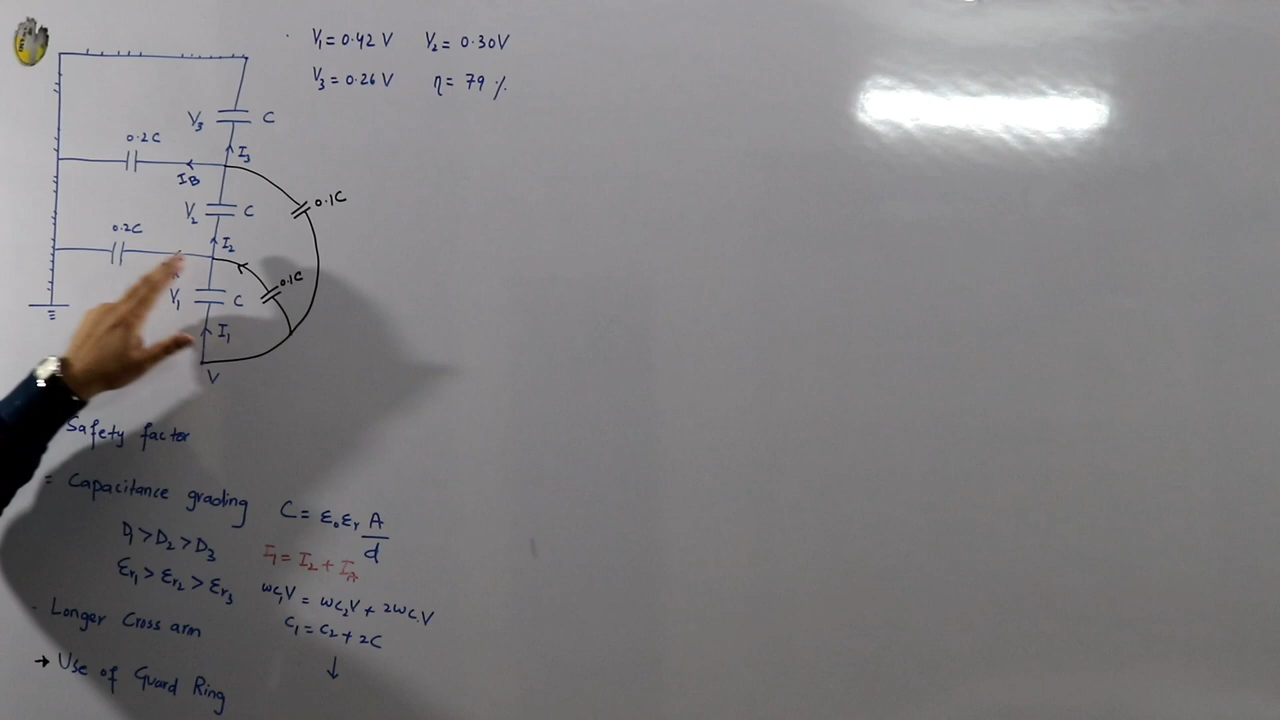 V₁ = 0.42 V V₂ = 0.30V
V₃ = 0.26 V η = 79 %
V₃ C
0.2C
I₃
I_B
0.1C
V₂ C
0.2C
I₂
0.1C
V₁ C
I₁
V
Safety factor
= Capacitance grading C = ε₀εᵣ A/d
D₁ > D₂ > D₃
I₁ = I₂ + I_A
εᵣ₁ > εᵣ₂ > εᵣ₃
ωC₁V = ωC₂V + 2ωC.V
C₁ = C₂ + 2C
↓
Longer Cross arm
→ Use of Guard Ring